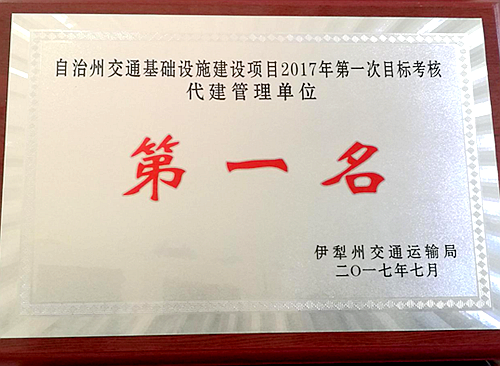 自治州交通基础设施建设项目2017年第一次目标考核
代建管理单位
第一名
伊犁州交通运输局
二〇一七年七月